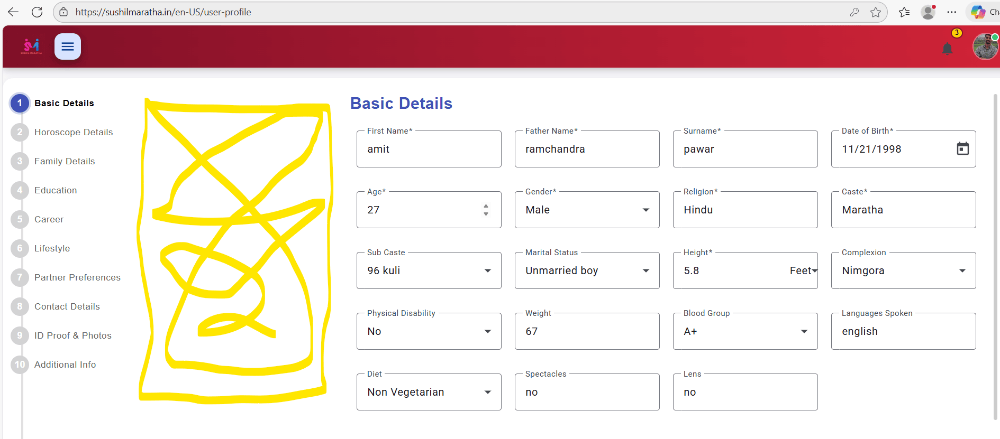 https://sushilmaratha.in/en-US/user-profile
Ch
SUSHIL MARATHA
3
1 Basic Details
2 Horoscope Details
3 Family Details
4 Education
5 Career
6 Lifestyle
7 Partner Preferences
8 Contact Details
9 ID Proof & Photos
10 Additional Info
Basic Details
First Name* Father Name* Surname* Date of Birth*
amit ramchandra pawar 11/21/1998
Age* Gender* Religion* Caste*
27 Male Hindu Maratha
Sub Caste Marital Status Height* Complexion
96 kuli Unmarried boy 5.8 Feet Nimgora
Physical Disability Weight Blood Group Languages Spoken
No 67 A+ english
Diet Spectacles Lens
Non Vegetarian no no